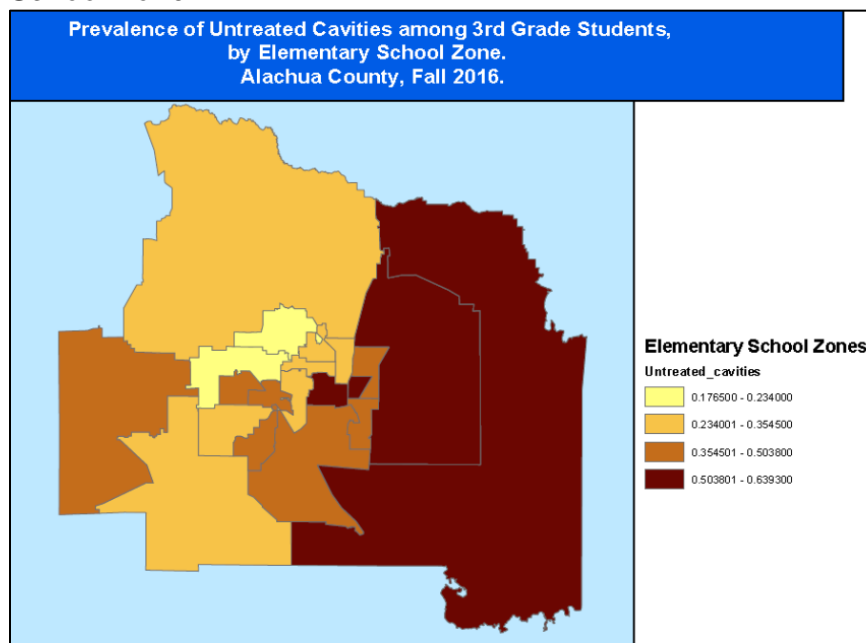 Prevalence of Untreated Cavities among 3rd Grade Students,
by Elementary School Zone.
Alachua County, Fall 2016.
Elementary School Zones
Untreated_cavities
0.176500 - 0.234000
0.234001 - 0.354500
0.354501 - 0.503800
0.503801 - 0.639300